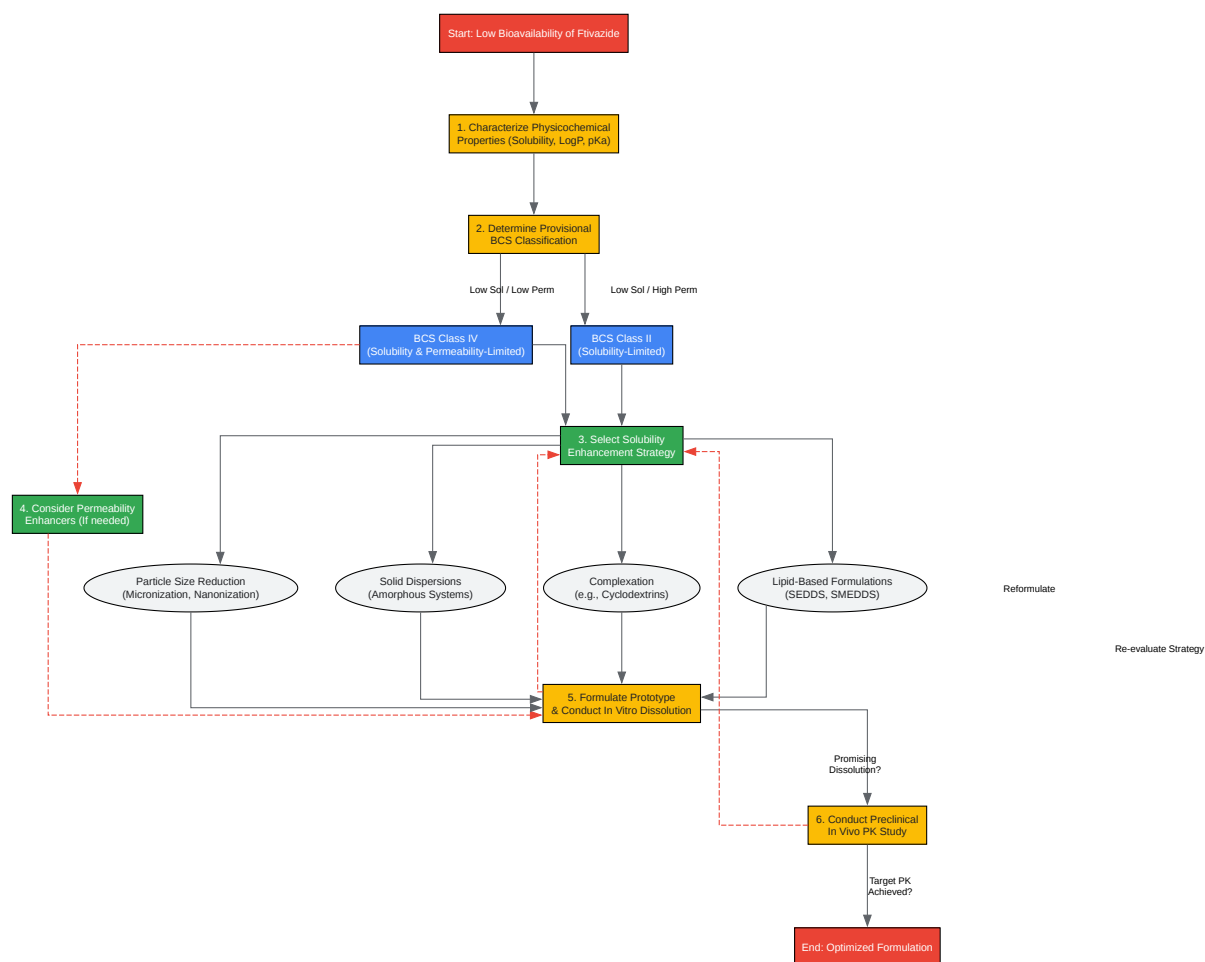 Start: Low Bioavailability of Ftivazide
1. Characterize Physicochemical
Properties (Solubility, LogP, pKa)
2. Determine Provisional
BCS Classification
Low Sol / Low Perm
Low Sol / High Perm
BCS Class IV
(Solubility & Permeability-Limited)
BCS Class II
(Solubility-Limited)
3. Select Solubility
Enhancement Strategy
4. Consider Permeability
Enhancers (If needed)
Particle Size Reduction
(Micronization, Nanonization)
Solid Dispersions
(Amorphous Systems)
Complexation
(e.g., Cyclodextrins)
Lipid-Based Formulations
(SEDDS, SMEDDS)
Reformulate
Re-evaluate Strategy
5. Formulate Prototype
& Conduct In Vitro Dissolution
Promising
Dissolution?
6. Conduct Preclinical
In Vivo PK Study
Target PK
Achieved?
End: Optimized Formulation